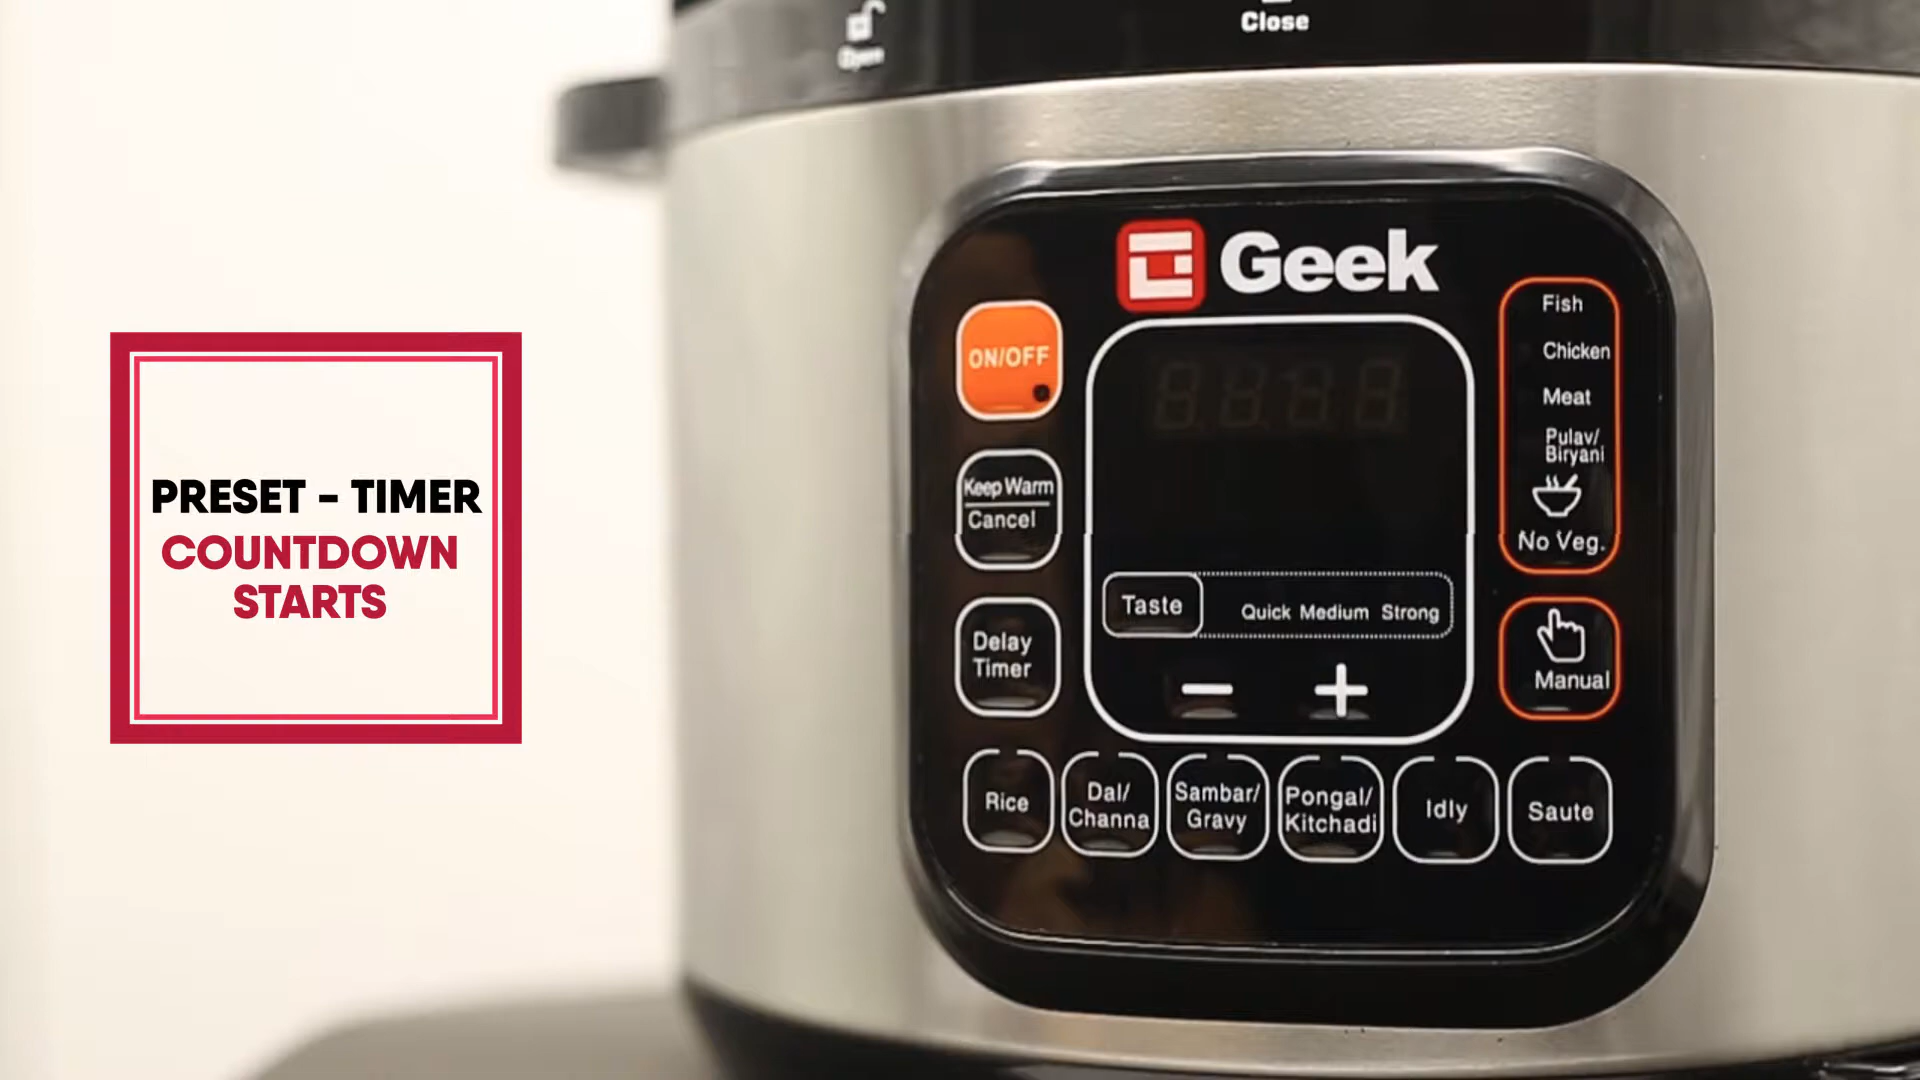 Close
Geek
ON/OFF
Keep Warm
Cancel
Delay
Timer
Taste
Quick Medium Strong
− +
Fish
Chicken
Meat
Pulav/
Biryani
No Veg.
Manual
Rice
Dal/
Channa
Sambar/
Gravy
Pongal/
Kitchadi
Idly
Saute
PRESET - TIMER
COUNTDOWN
STARTS